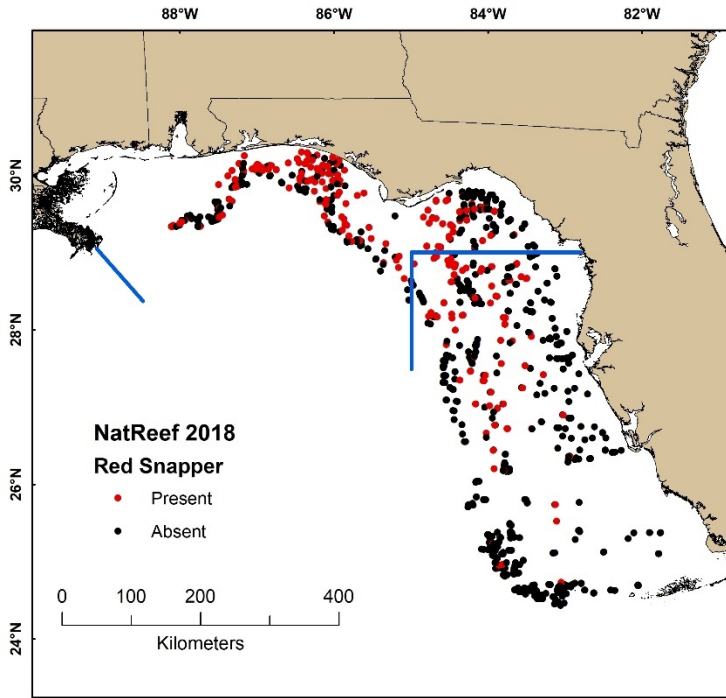 88°W 86°W 84°W 82°W
30°N
28°N
26°N
24°N
NatReef 2018
Red Snapper
Present
Absent
0 100 200 400
Kilometers